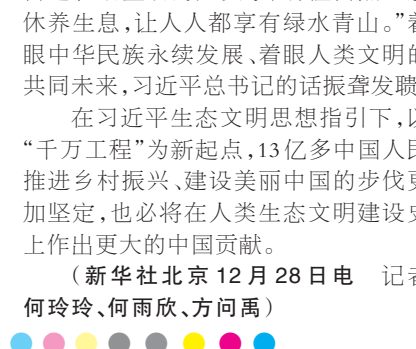 休养生息,让人人都享有绿水青山。”着
眼中华民族永续发展、着眼人类文明的
共同未来,习近平总书记的话振聋发聩
在习近平生态文明思想指引下,以
“千万工程”为新起点,13亿多中国人民
推进乡村振兴、建设美丽中国的步伐更
加坚定,也必将在人类生态文明建设史
上作出更大的中国贡献。
(新华社北京12月28日电 记者
何玲玲、何雨欣、方问禹)